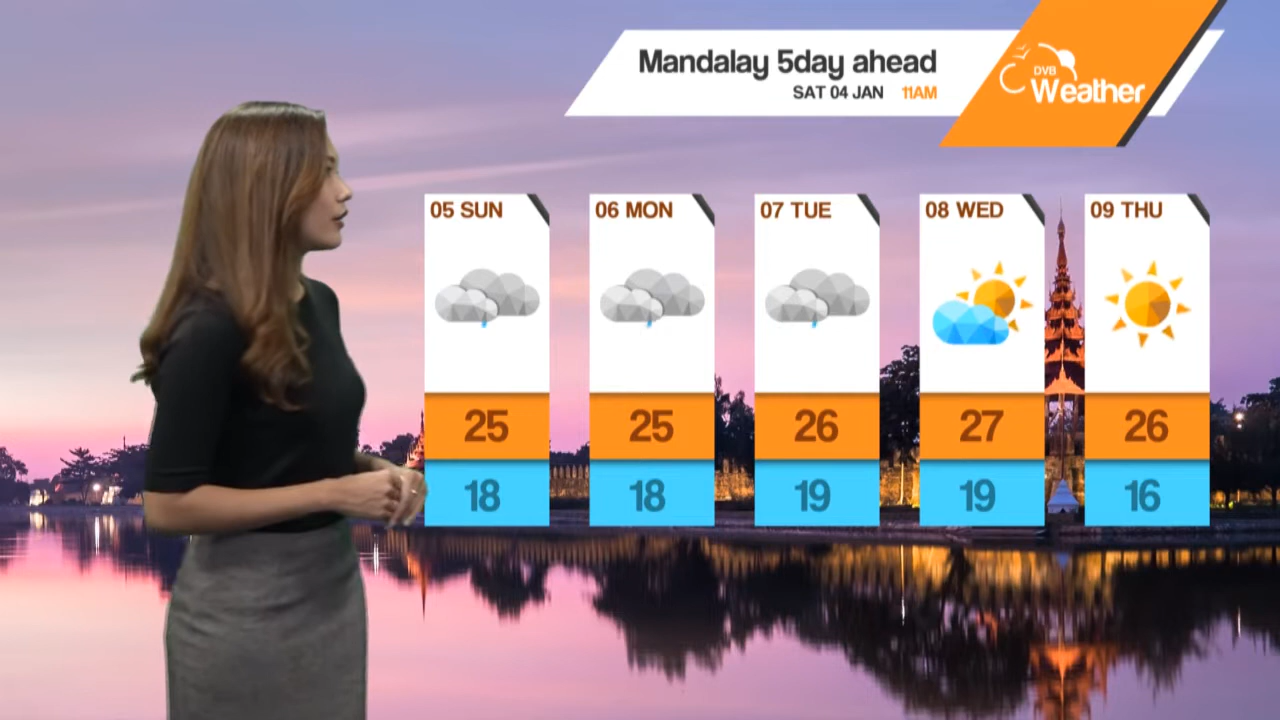 Mandalay 5day ahead
SAT 04 JAN 11AM
DVB
Weather
05 SUN
06 MON
07 TUE
08 WED
09 THU
25
25
26
27
26
18
18
19
19
16